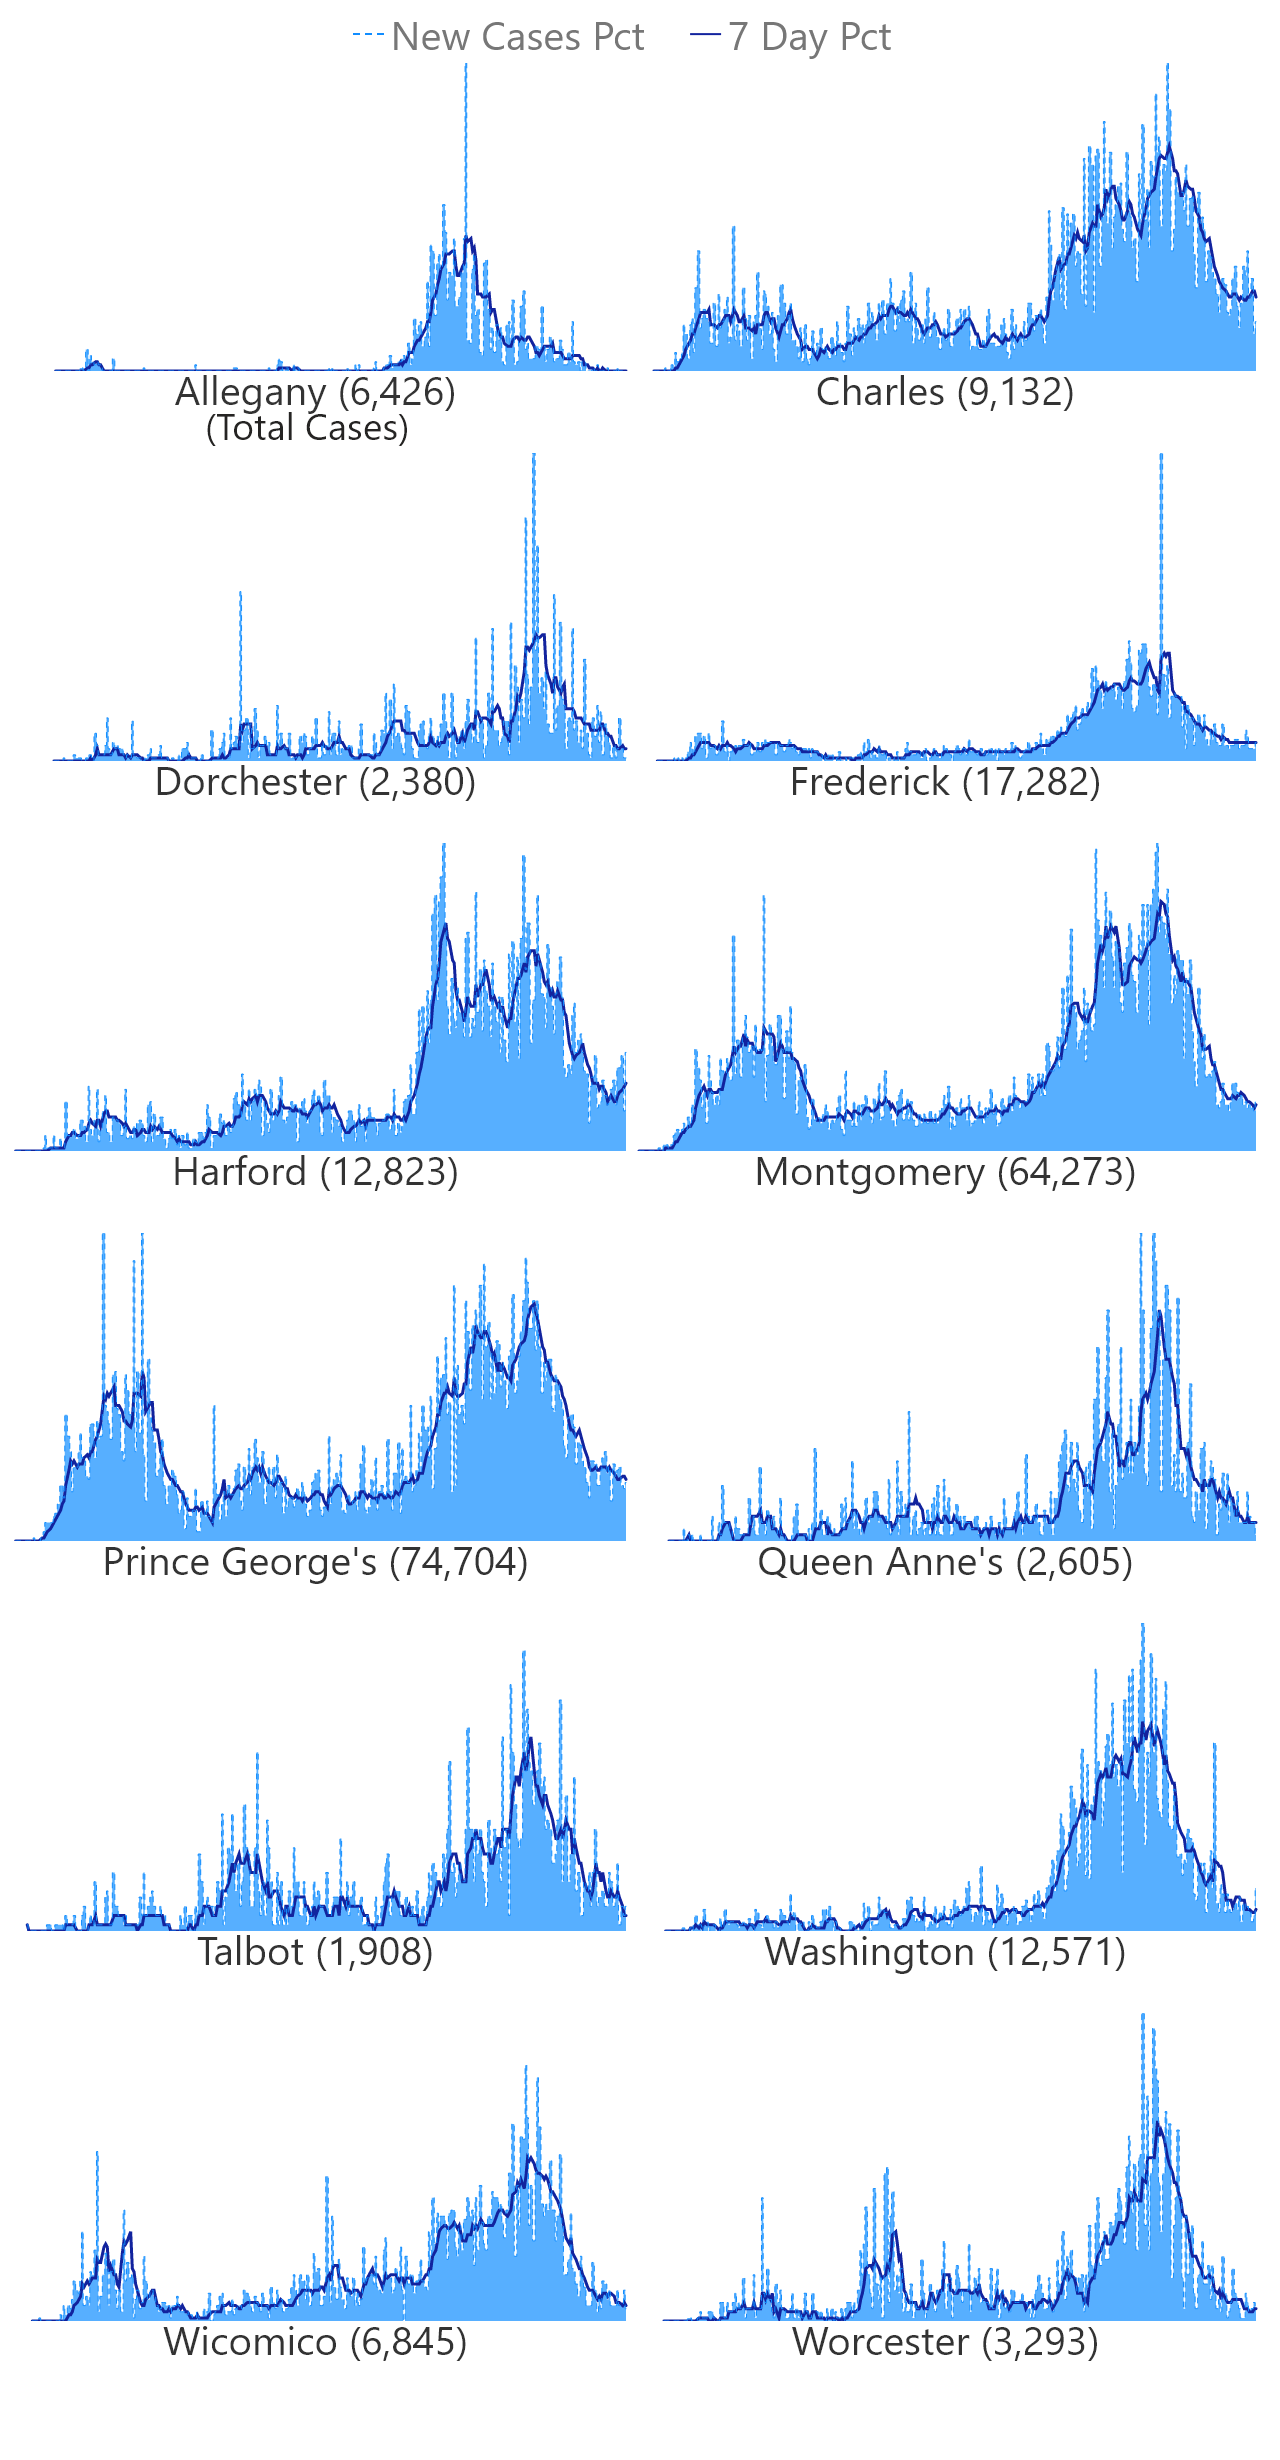 New Cases Pct 7 Day Pct
Allegany (6,426) Charles (9,132)
(Total Cases)
Dorchester (2,380) Frederick (17,282)
Harford (12,823) Montgomery (64,273)
Prince George's (74,704) Queen Anne's (2,605)
Talbot (1,908) Washington (12,571)
Wicomico (6,845) Worcester (3,293)